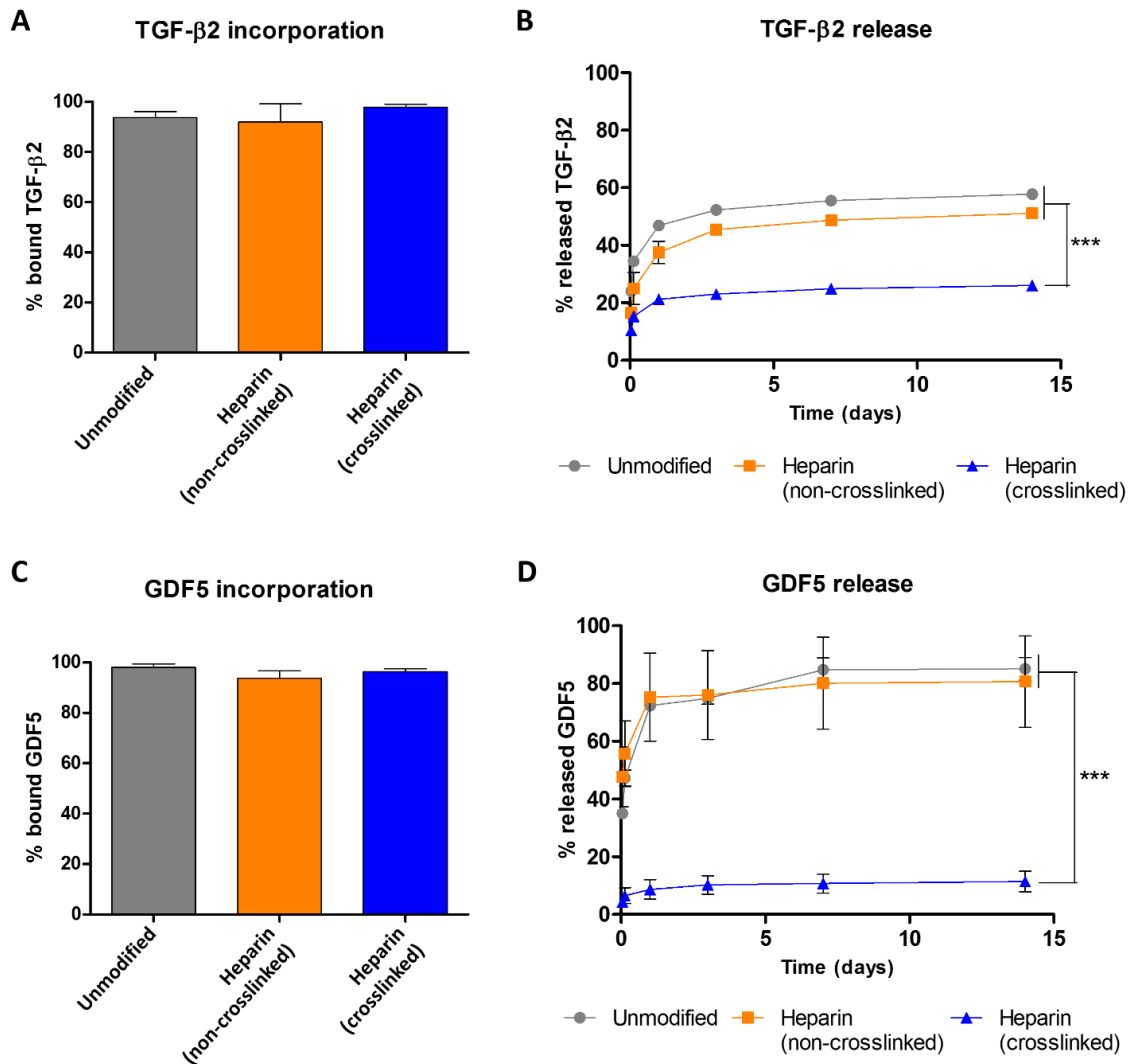 A
TGF-β2 incorporation
% bound TGF-β2
100
80
60
40
20
0
Unmodified
Heparin
(non-crosslinked)
Heparin
(crosslinked)
B
TGF-β2 release
% released TGF-β2
100
80
60
40
20
0
0
5
10
15
Time (days)
***
Unmodified
Heparin
(non-crosslinked)
Heparin
(crosslinked)
C
GDF5 incorporation
% bound GDF5
100
80
60
40
20
0
Unmodified
Heparin
(non-crosslinked)
Heparin
(crosslinked)
D
GDF5 release
% released GDF5
100
80
60
40
20
0
0
5
10
15
Time (days)
***
Unmodified
Heparin
(non-crosslinked)
Heparin
(crosslinked)